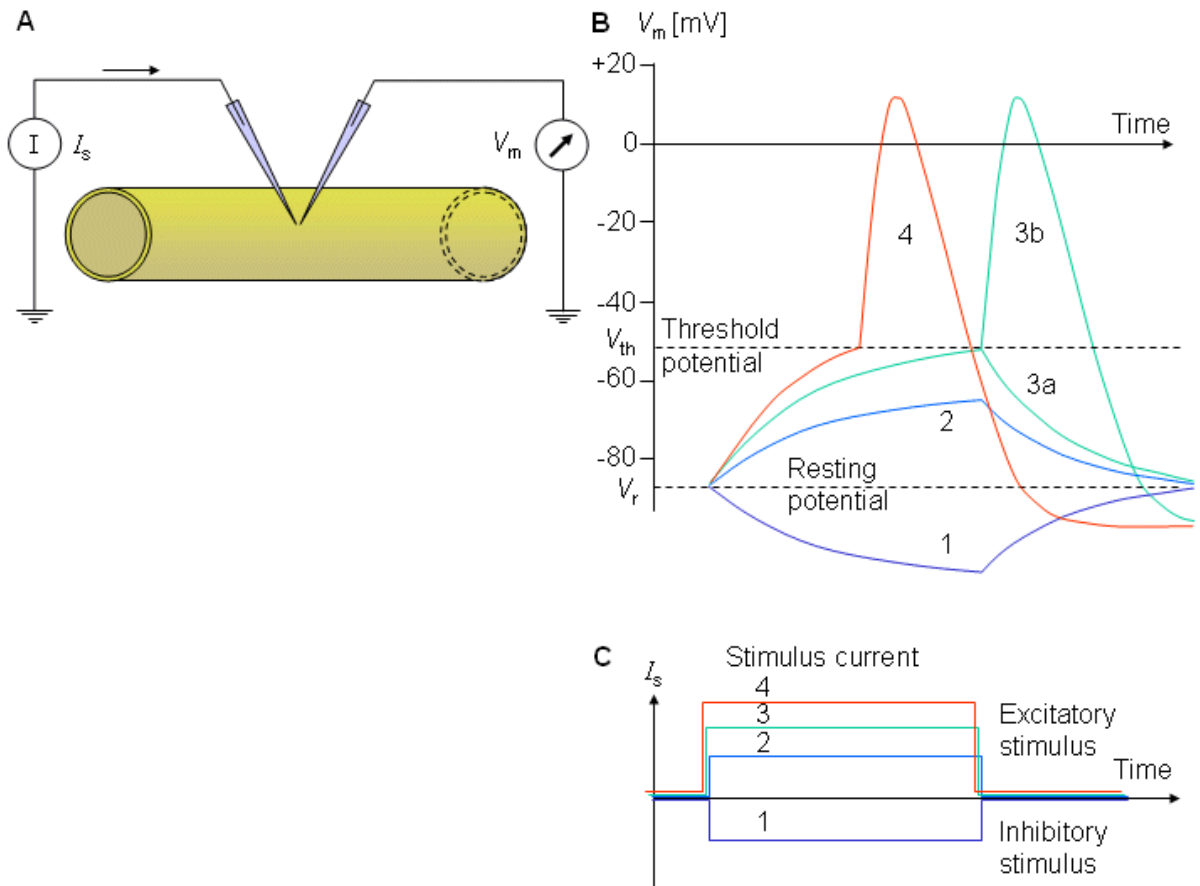 A
I
Is
Vm
B
Vm [mV]
+20
Time
0
-20
4
3b
-40
Vth
Threshold
potential
-60
3a
2
-80
Resting
potential
Vr
1
C
Stimulus current
Is
4
3
2
Excitatory
stimulus
Time
1
Inhibitory
stimulus